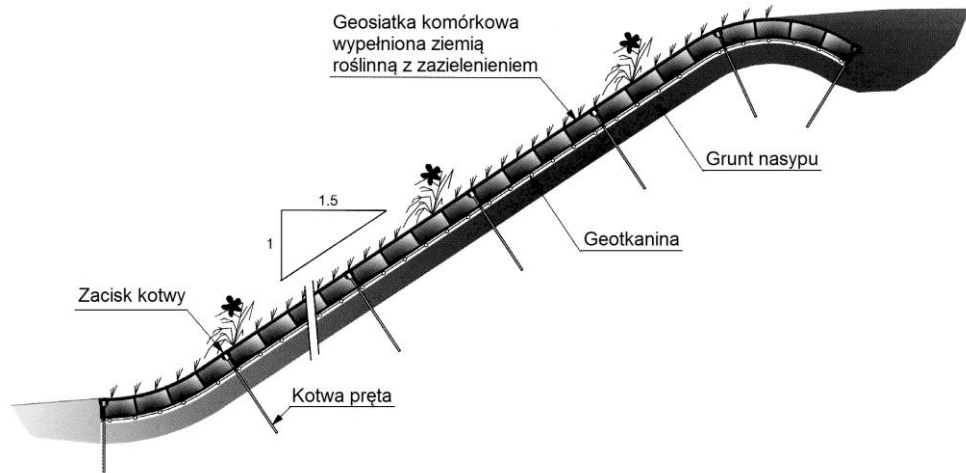 Geosiatka komórkowa
wypełniona ziemią
roślinną z zazielenieniem
Grunt nasypu
1.5
1
Geotkanina
Zacisk kotwy
Kotwa pręta